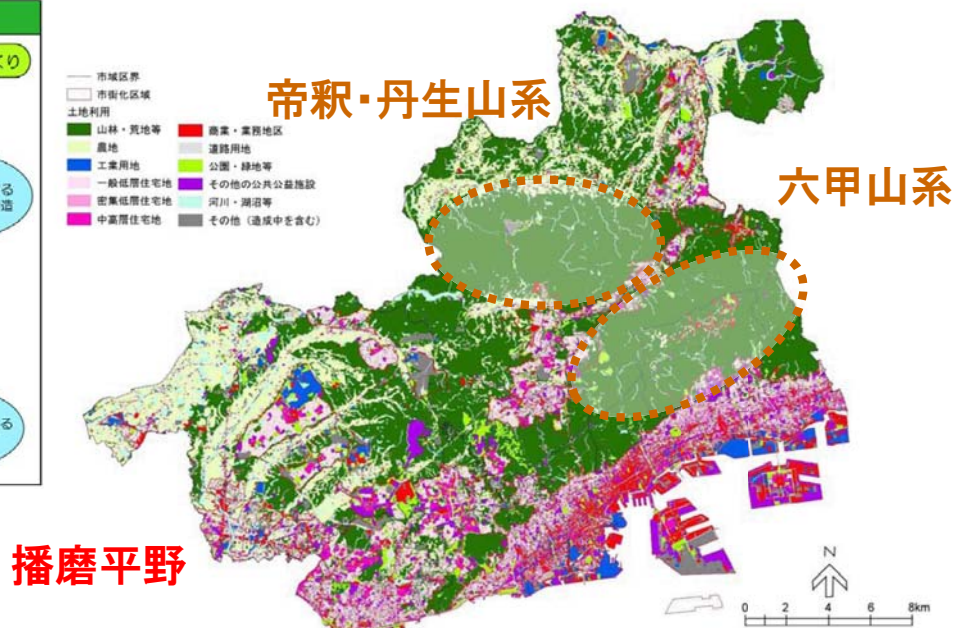 くり
る
造
る
市域区界
市街化区域
土地利用
山林・荒地等
農地
工業用地
一般低層住宅地
密集低層住宅地
中高層住宅地
商業・業務地区
道路用地
公園・緑地等
その他の公共公益施設
河川・湖沼等
その他（造成中を含む）
帝釈・丹生山系
六甲山系
播磨平野
N
0 2 4 6 8km